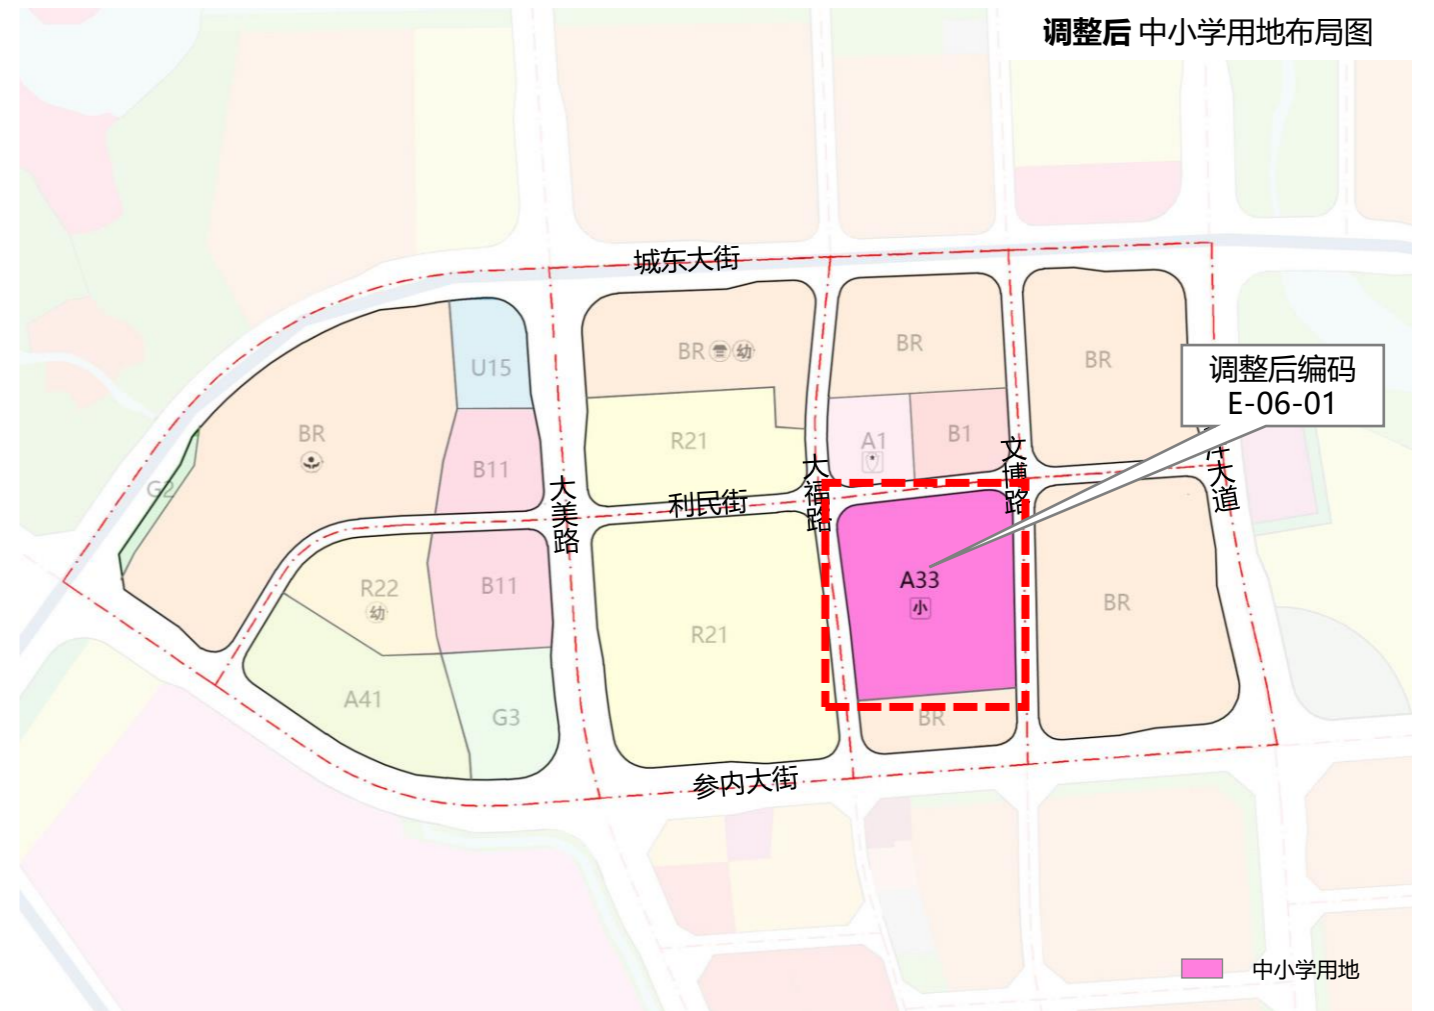 调整后 中小学用地布局图
城东大街
BR 幼
BR
BR
U15
调整后编码
E-06-01
BR
R21
A1
B1
B11
G2
大美路
利民街
大福路
文博路
大道
R22
幼
B11
R21
A33
小
BR
A41
G3
BR
参内大街
中小学用地